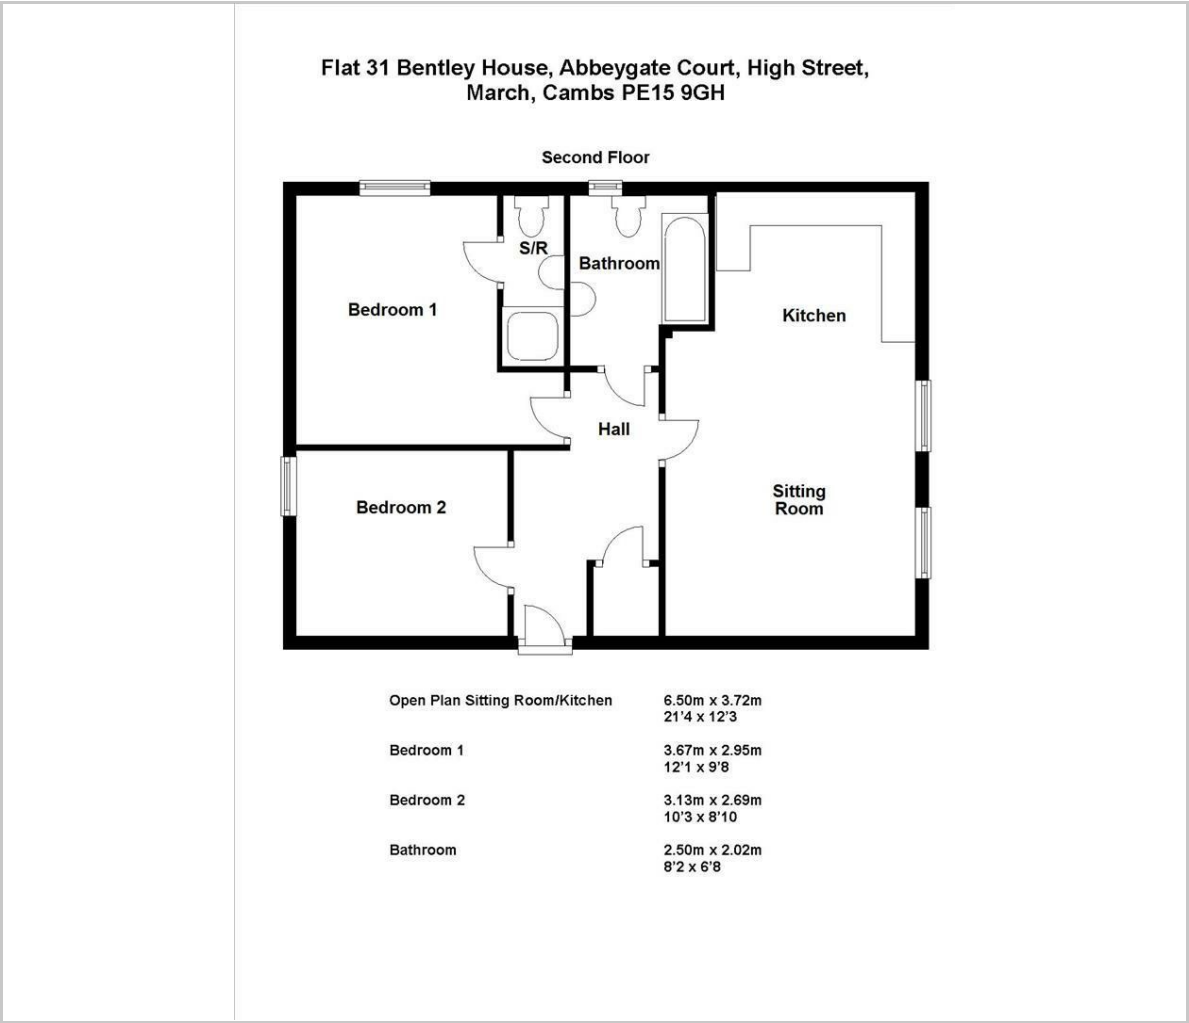 Flat 31 Bentley House, Abbeygate Court, High Street,
March, Cambs PE15 9GH
Second Floor
S/R
Bathroom
Bedroom 1
Kitchen
Hall
Sitting
Room
Bedroom 2
Open Plan Sitting Room/Kitchen 6.50m x 3.72m
21'4 x 12'3
Bedroom 1 3.67m x 2.95m
12'1 x 9'8
Bedroom 2 3.13m x 2.69m
10'3 x 8'10
Bathroom 2.50m x 2.02m
8'2 x 6'8